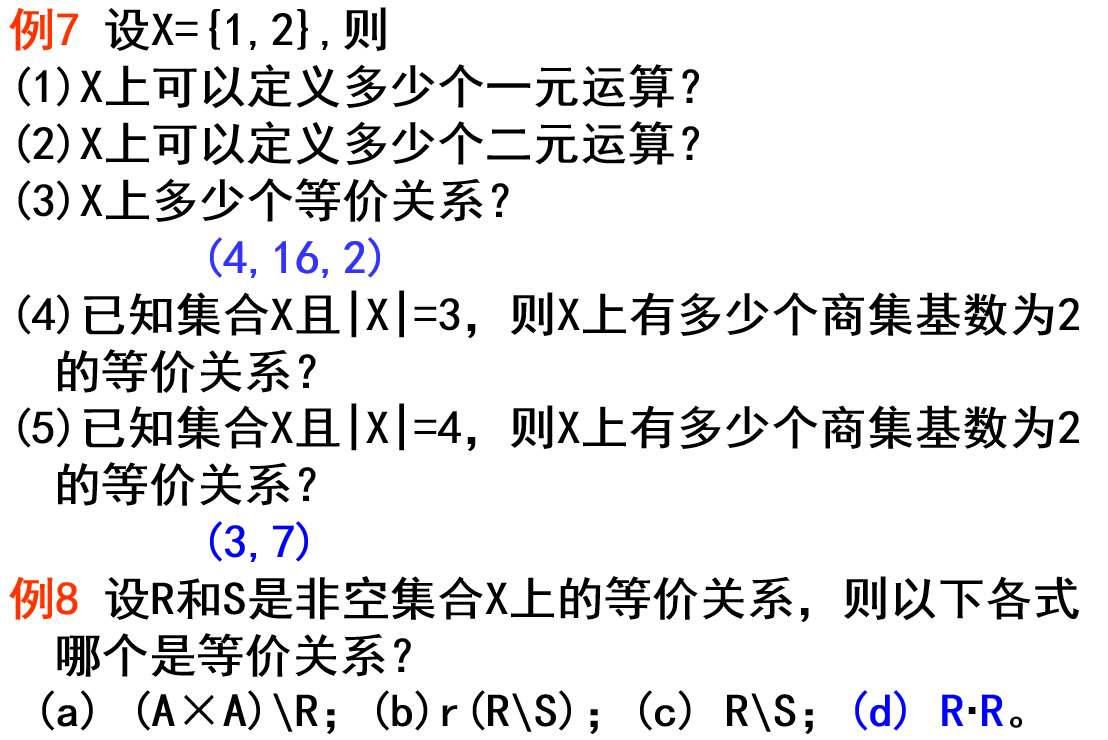 例7 设X={1,2},则
(1)X上可以定义多少个一元运算?
(2)X上可以定义多少个二元运算?
(3)X上多少个等价关系?
(4,16,2)
(4)已知集合X且|X|=3，则X上有多少个商集基数为2
的等价关系?
(5)已知集合X且|X|=4，则X上有多少个商集基数为2
的等价关系?
(3,7)
例8 设R和S是非空集合X上的等价关系，则以下各式
哪个是等价关系?
(a) (A×A)\R；(b)r(R\S)；(c) R\S；(d) R·R。